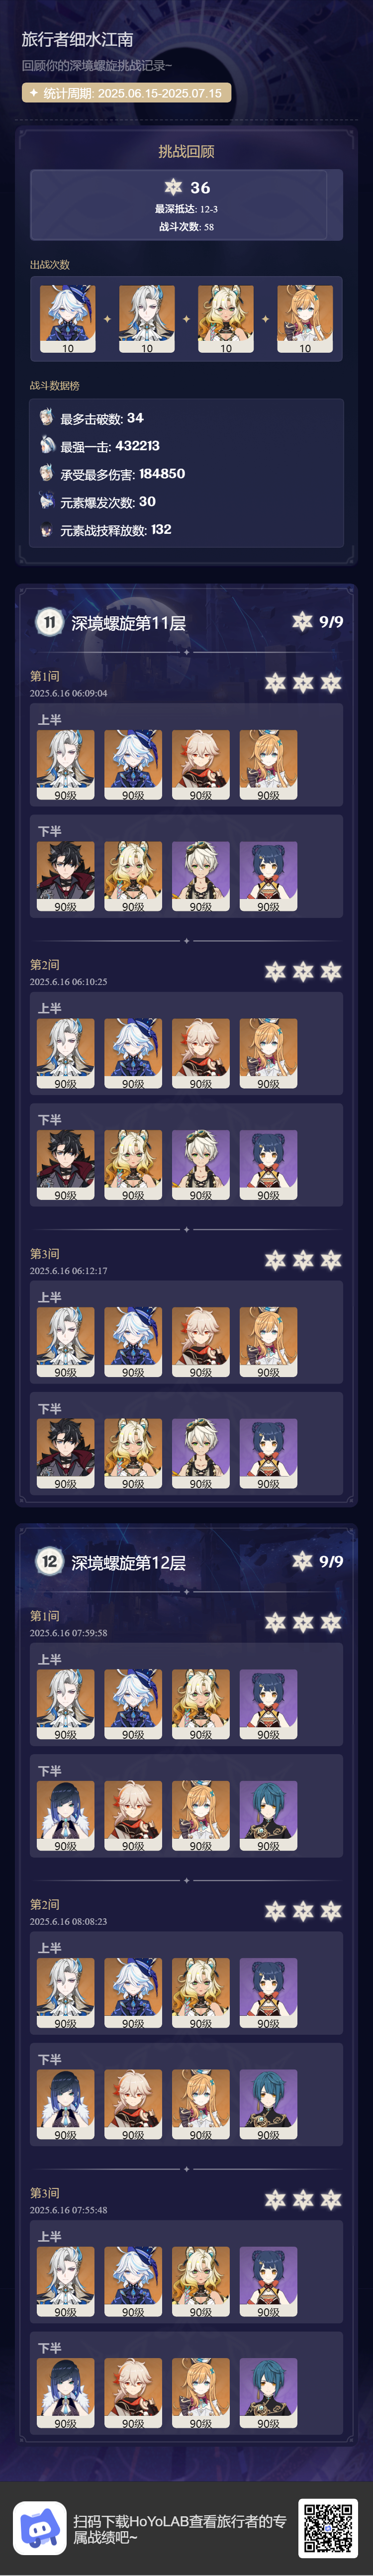 旅行者细水江南
回顾你的深境螺旋挑战记录~
统计周期: 2025.06.15-2025.07.15
挑战回顾
36
最深抵达: 12-3
战斗次数: 58
出战次数
10 10 10 10
战斗数据榜
最多击破数: 34
最强一击: 432213
承受最多伤害: 184850
元素爆发次数: 30
元素战技释放数: 132
11 深境螺旋第11层 9/9
第1间
2025.6.16 06:09:04
上半
90级 90级 90级 90级
下半
90级 90级 90级 90级
第2间
2025.6.16 06:10:25
上半
90级 90级 90级 90级
下半
90级 90级 90级 90级
第3间
2025.6.16 06:12:17
上半
90级 90级 90级 90级
下半
90级 90级 90级 90级
12 深境螺旋第12层 9/9
第1间
2025.6.16 07:59:58
上半
90级 90级 90级 90级
下半
90级 90级 90级 90级
第2间
2025.6.16 08:08:23
上半
90级 90级 90级 90级
下半
90级 90级 90级 90级
第3间
2025.6.16 07:55:48
上半
90级 90级 90级 90级
下半
90级 90级 90级 90级
扫码下载HoYoLAB查看旅行者的专
属战绩吧~